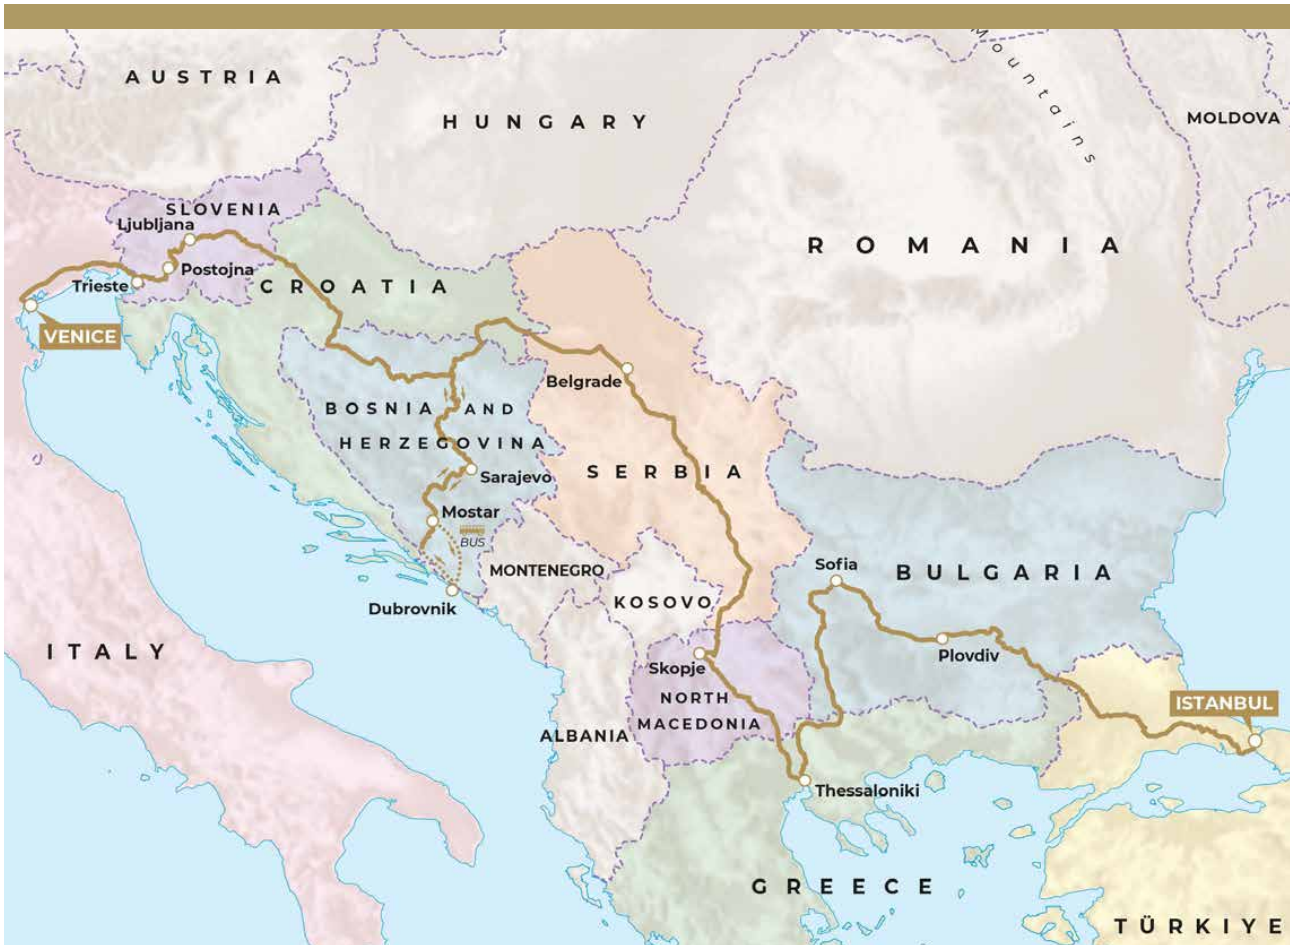 Mountains
AUSTRIA
HUNGARY
MOLDOVA
SLOVENIA
Ljubljana
ROMANIA
Postojna
Trieste
CROATIA
VENICE
Belgrade
BOSNIA AND
HERZEGOVINA
SERBIA
Sarajevo
Mostar
BUS
MONTENEGRO
Sofia
BULGARIA
KOSOVO
Dubrovnik
ITALY
Plovdiv
Skopje
NORTH
MACEDONIA
ISTANBUL
ALBANIA
Thessaloniki
GREECE
TÜRKIYE